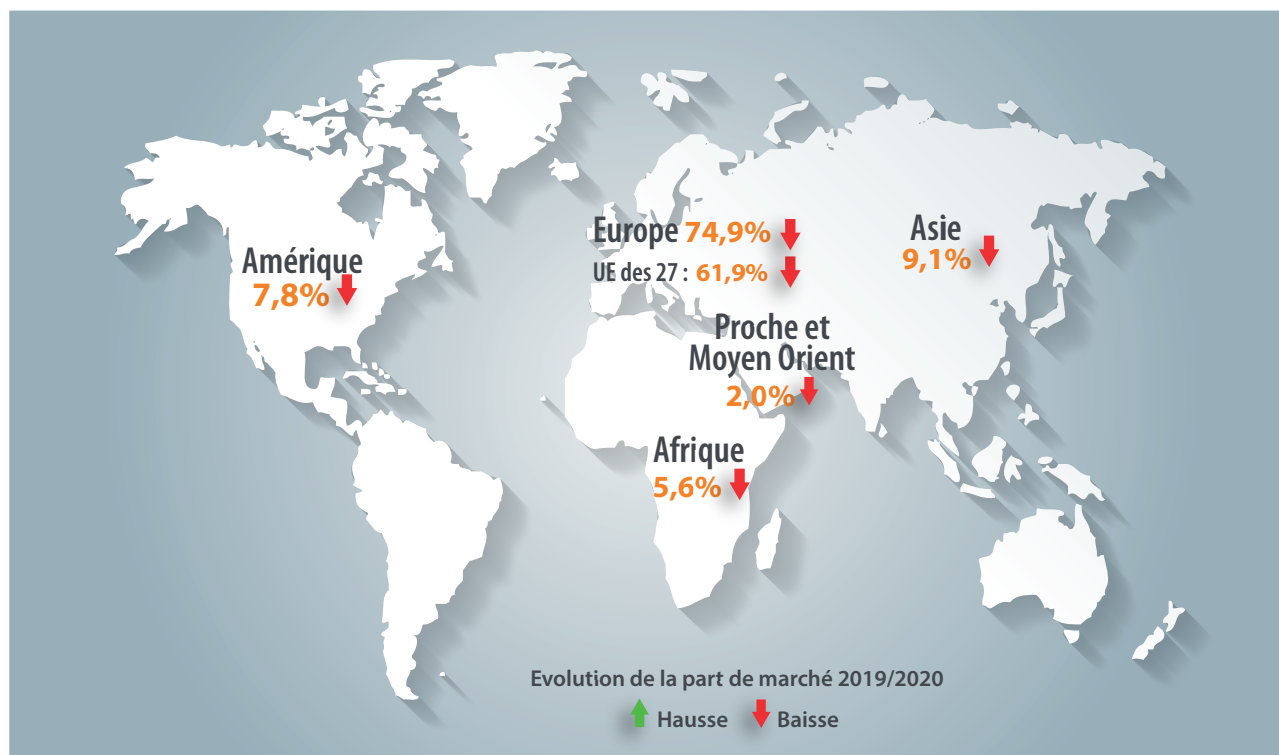 Amérique
7,8%
Europe 74,9%
UE des 27 : 61,9%
Asie
9,1%
Proche et
Moyen Orient
2,0%
Afrique
5,6%
Evolution de la part de marché 2019/2020
Hausse Baisse